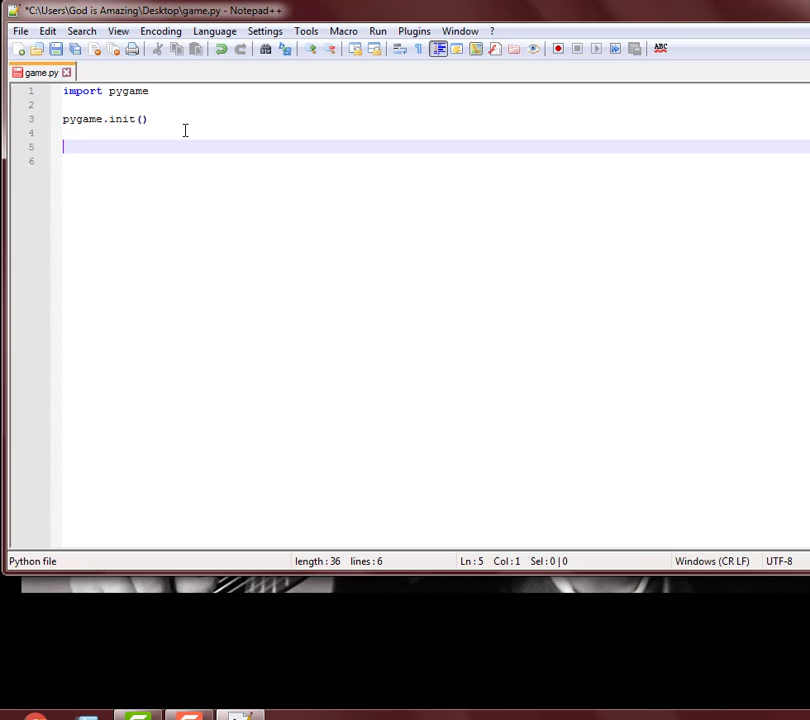 *C:\Users\God is Amazing\Desktop\game.py - Notepad++
File Edit Search View Encoding Language Settings Tools Macro Run Plugins Window ?
ABC
game.py
1 import pygame
2
3 pygame.init()
4
5
6
Python file length : 36 lines : 6 Ln : 5 Col : 1 Sel : 0 | 0 Windows (CR LF) UTF-8